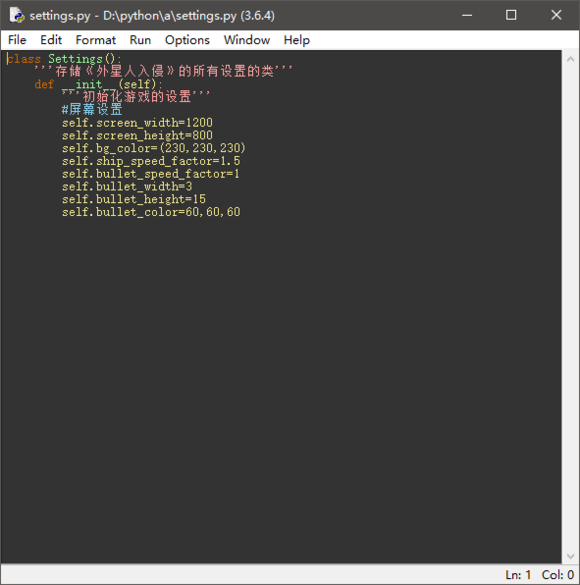 settings.py - D:\python\a\settings.py (3.6.4)
File Edit Format Run Options Window Help
class Settings():
    '''存储《外星人入侵》的所有设置的类'''
    def __init__(self):
        '''初始化游戏的设置'''
        #屏幕设置
        self.screen_width=1200
        self.screen_height=800
        self.bg_color=(230,230,230)
        self.ship_speed_factor=1.5
        self.bullet_speed_factor=1
        self.bullet_width=3
        self.bullet_height=15
        self.bullet_color=60,60,60
Ln: 1 Col: 0